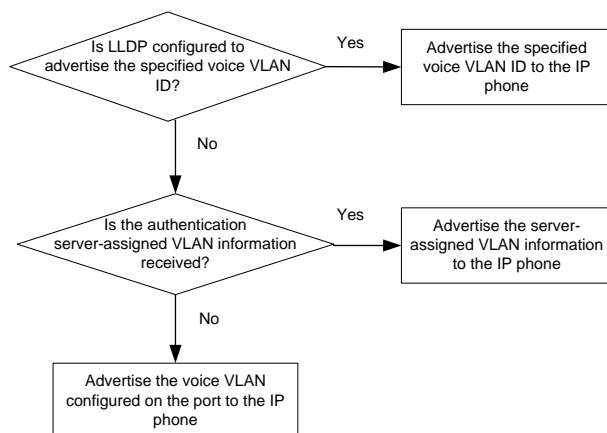 Is LLDP configured to
advertise the specified voice VLAN
ID?
Yes
Advertise the specified
voice VLAN ID to the IP
phone
No
Is the authentication
server-assigned VLAN information
received?
Yes
Advertise the server-
assigned VLAN information
to the IP phone
No
Advertise the voice VLAN
configured on the port to the IP
phone